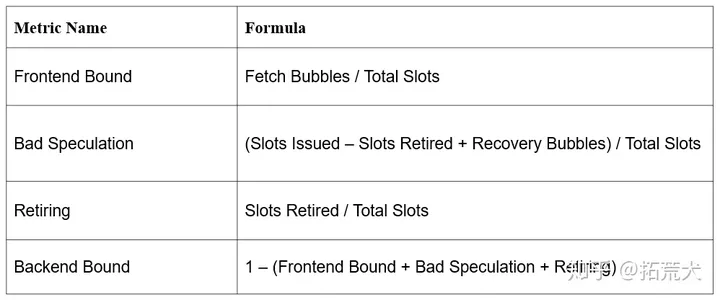 Metric Name Formula
Frontend Bound Fetch Bubbles / Total Slots
Bad Speculation (Slots Issued – Slots Retired + Recovery Bubbles) / Total Slots
Retiring Slots Retired / Total Slots
Backend Bound 1 – (Frontend Bound + Bad Speculation + Retiring)
知乎 @拓荒犬